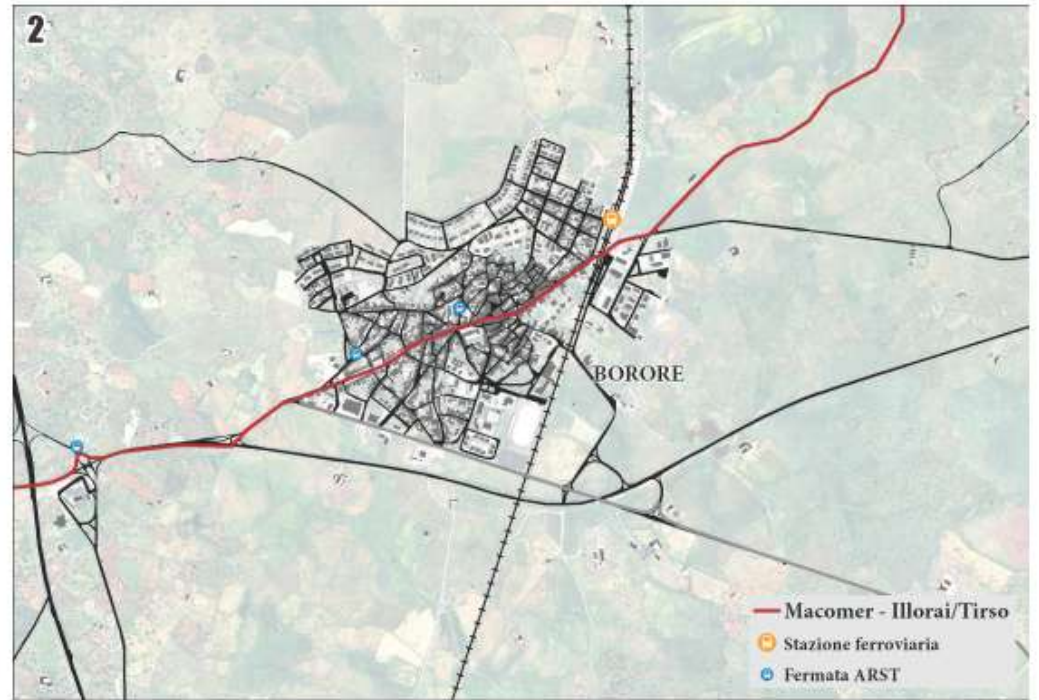 2
BORORE
Macomer - Illorai/Tirso
Stazione ferroviaria
Fermata ARST